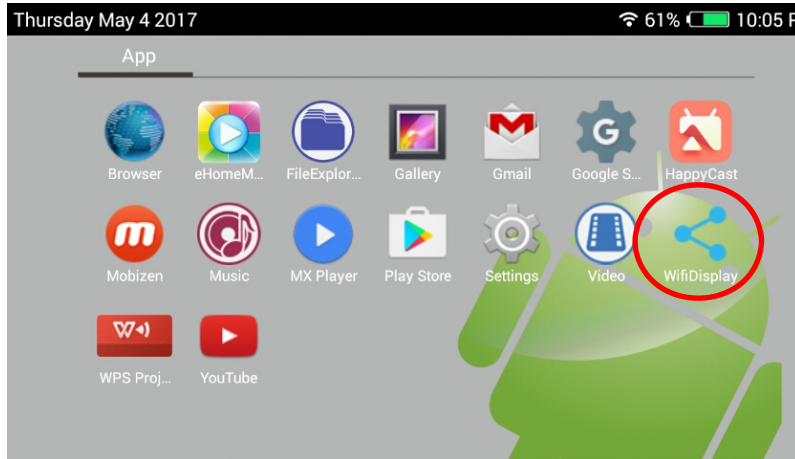 Thursday May 4 2017 61% 10:05 P
App
Browser eHomeM... FileExplor... Gallery Gmail Google S... HappyCast
Mobizen Music MX Player Play Store Settings Video WifiDisplay
WPS Proj... YouTube